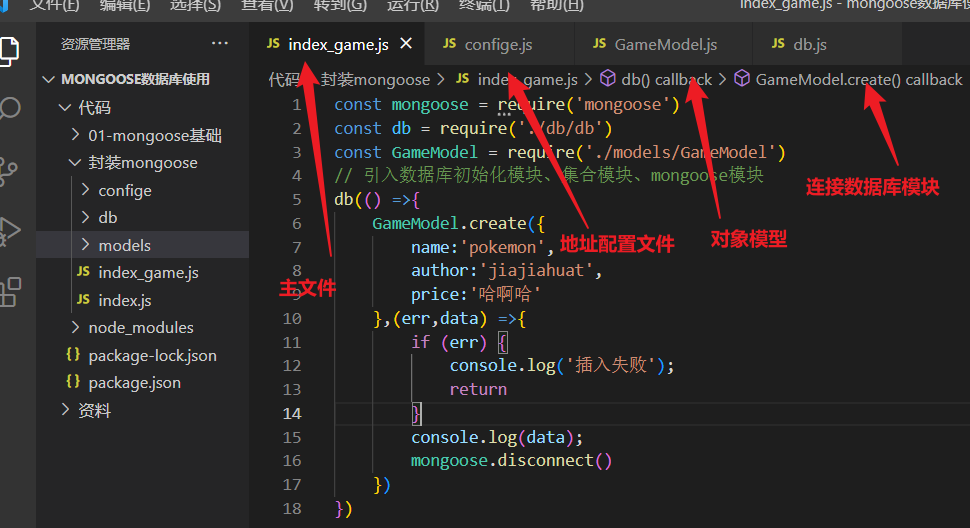 文件(F) 编辑(E) 选择(S) 查看(V) 转到(G) 运行(R) 终端(T) 帮助(H) index_game.js - mongoose数据库使用
资源管理器 ···
JS index_game.js × JS confige.js JS GameModel.js JS db.js
MONGOOSE数据库使用
代码 封装mongoose > JS index_game.js > db() callback > GameModel.create() callback
代码
01-mongoose基础
封装mongoose
confige
db
models
JS index_game.js
JS index.js
node_modules
{} package-lock.json
{} package.json
资料
1 const mongoose = require('mongoose')
2 const db = require('./db/db')
3 const GameModel = require('./models/GameModel')
4 // 引入数据库初始化模块、集合模块、mongoose模块
5 db(() =>{
6 GameModel.create({
7 name:'pokemon',
8 author:'jiajiahuat',
9 price:'哈啊哈'
10 },(err,data) =>{
11 if (err) {
12 console.log('插入失败');
13 return
14 }
15 console.log(data);
16 mongoose.disconnect()
17 })
18 })
主文件
地址配置文件
对象模型
连接数据库模块